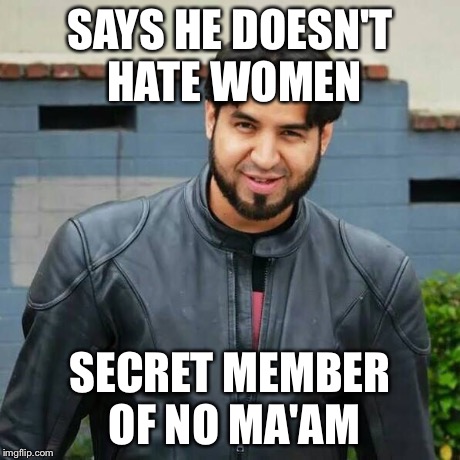 SAYS HE DOESN'T
HATE WOMEN
SECRET MEMBER
OF NO MA'AM
imgflip.com